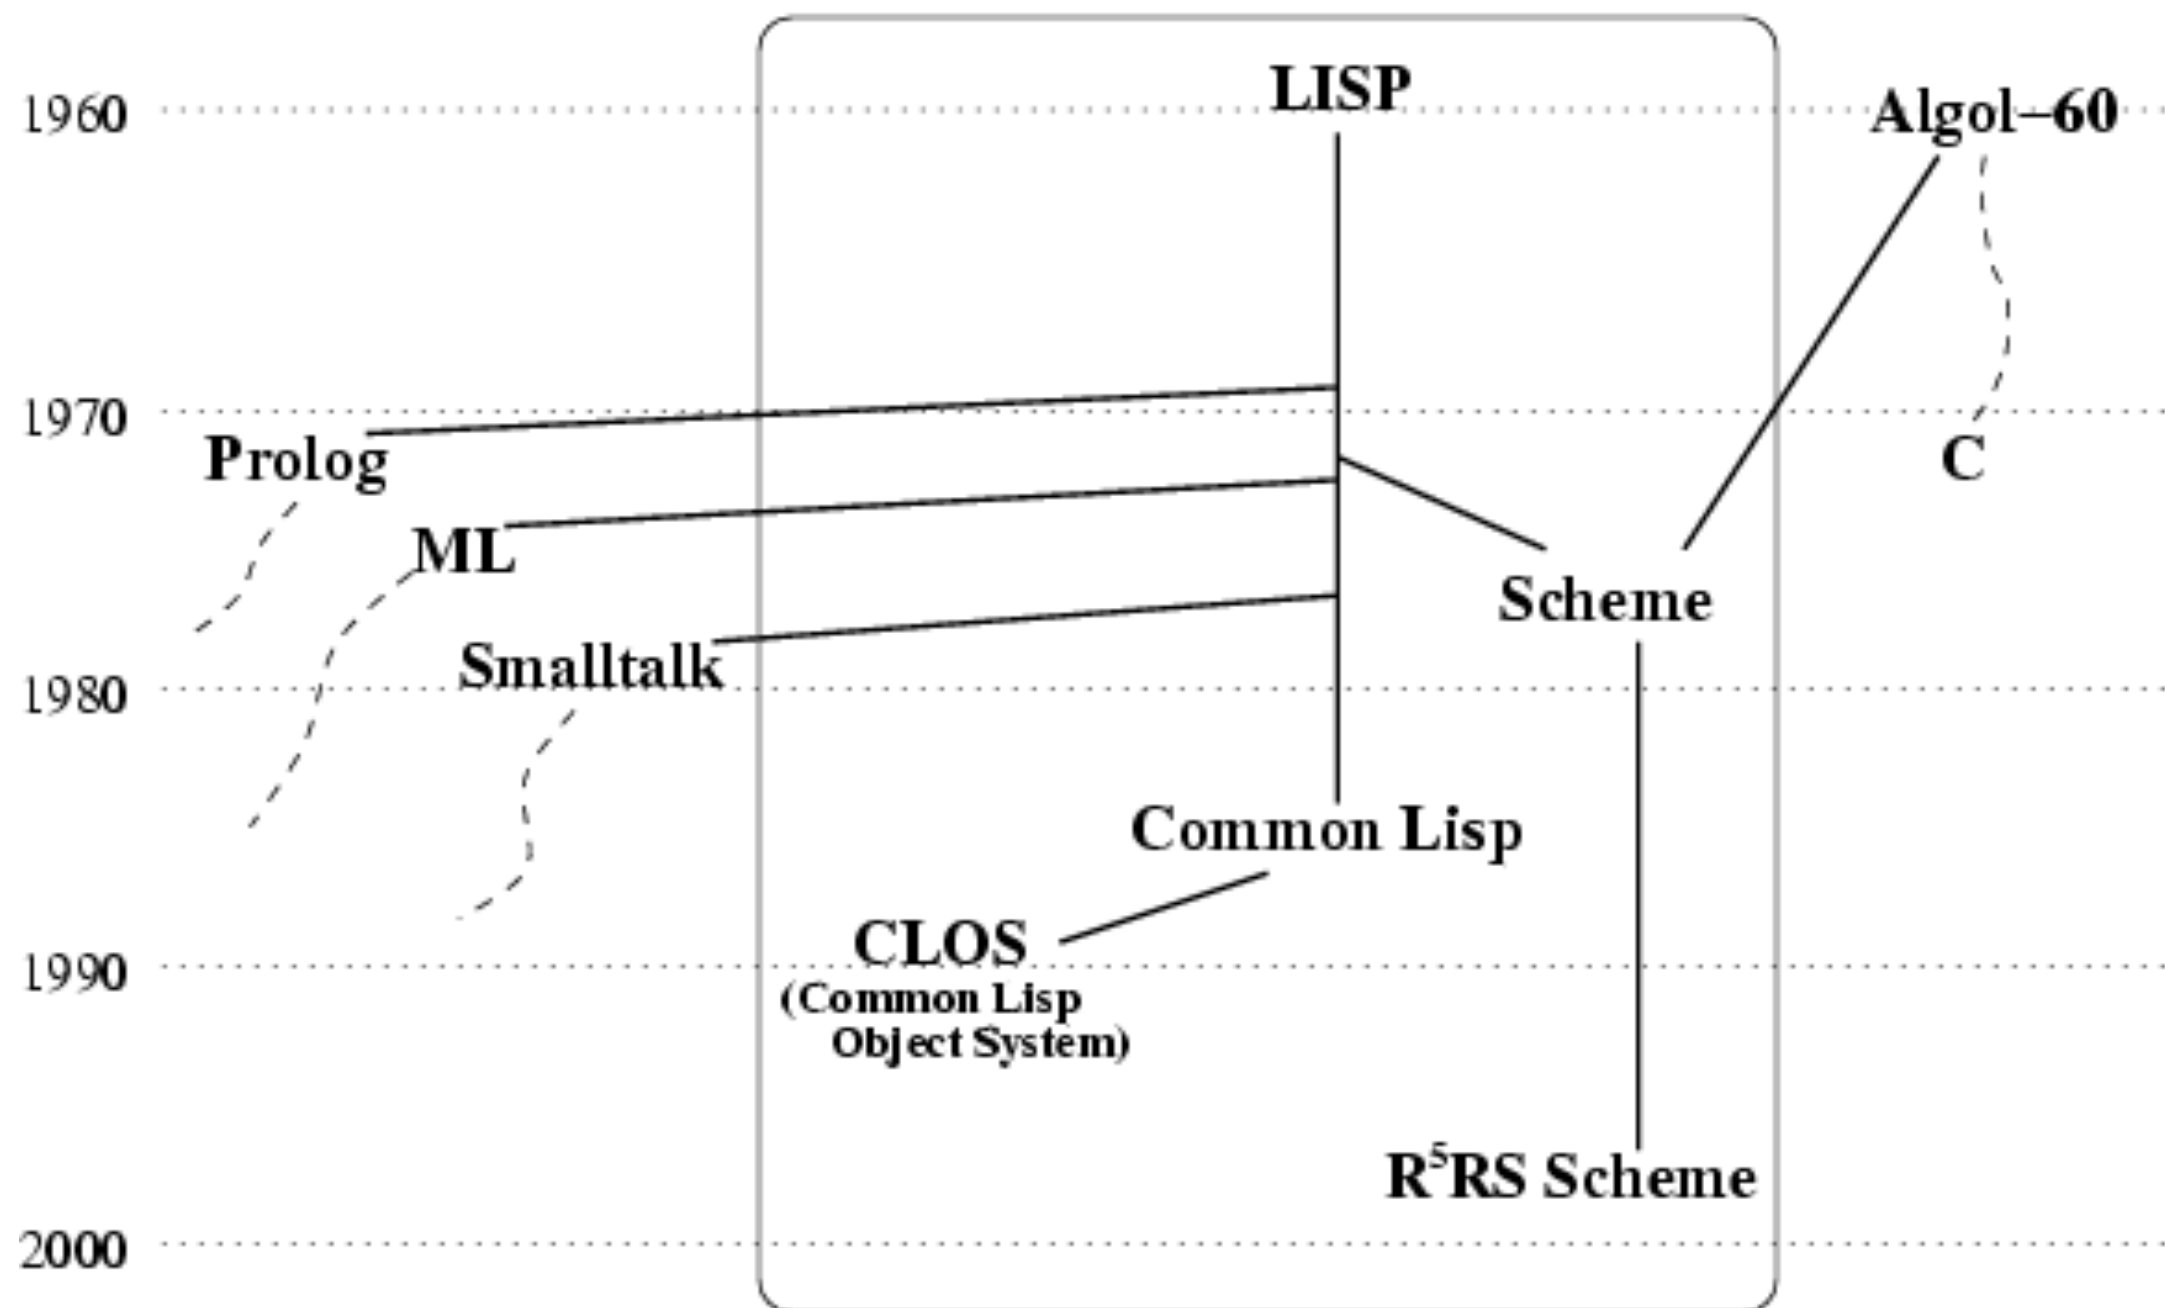 LISP
1960
Algol–60
1970
Prolog
C
ML
Scheme
Smalltalk
1980
Common Lisp
CLOS
1990
(Common Lisp
Object System)
R⁵RS Scheme
2000